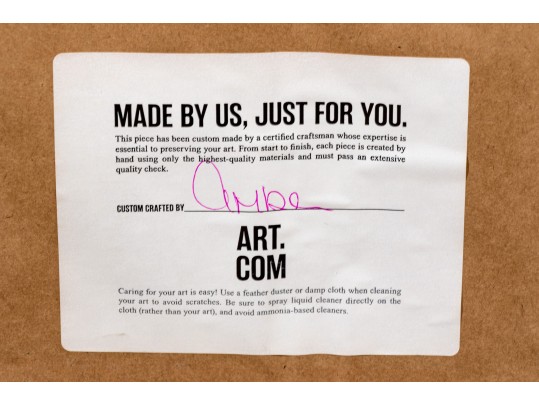 MADE BY US, JUST FOR YOU.
This piece has been custom made by a certified craftsman whose expertise is
essential to preserving your art. From start to finish, each piece is created by
hand using only the highest-quality materials and must pass an extensive
quality check.
CUSTOM CRAFTED BY
ART.
COM
Caring for your art is easy! Use a feather duster or damp cloth when cleaning
your art to avoid scratches. Be sure to spray liquid cleaner directly on the
cloth (rather than your art), and avoid ammonia-based cleaners.